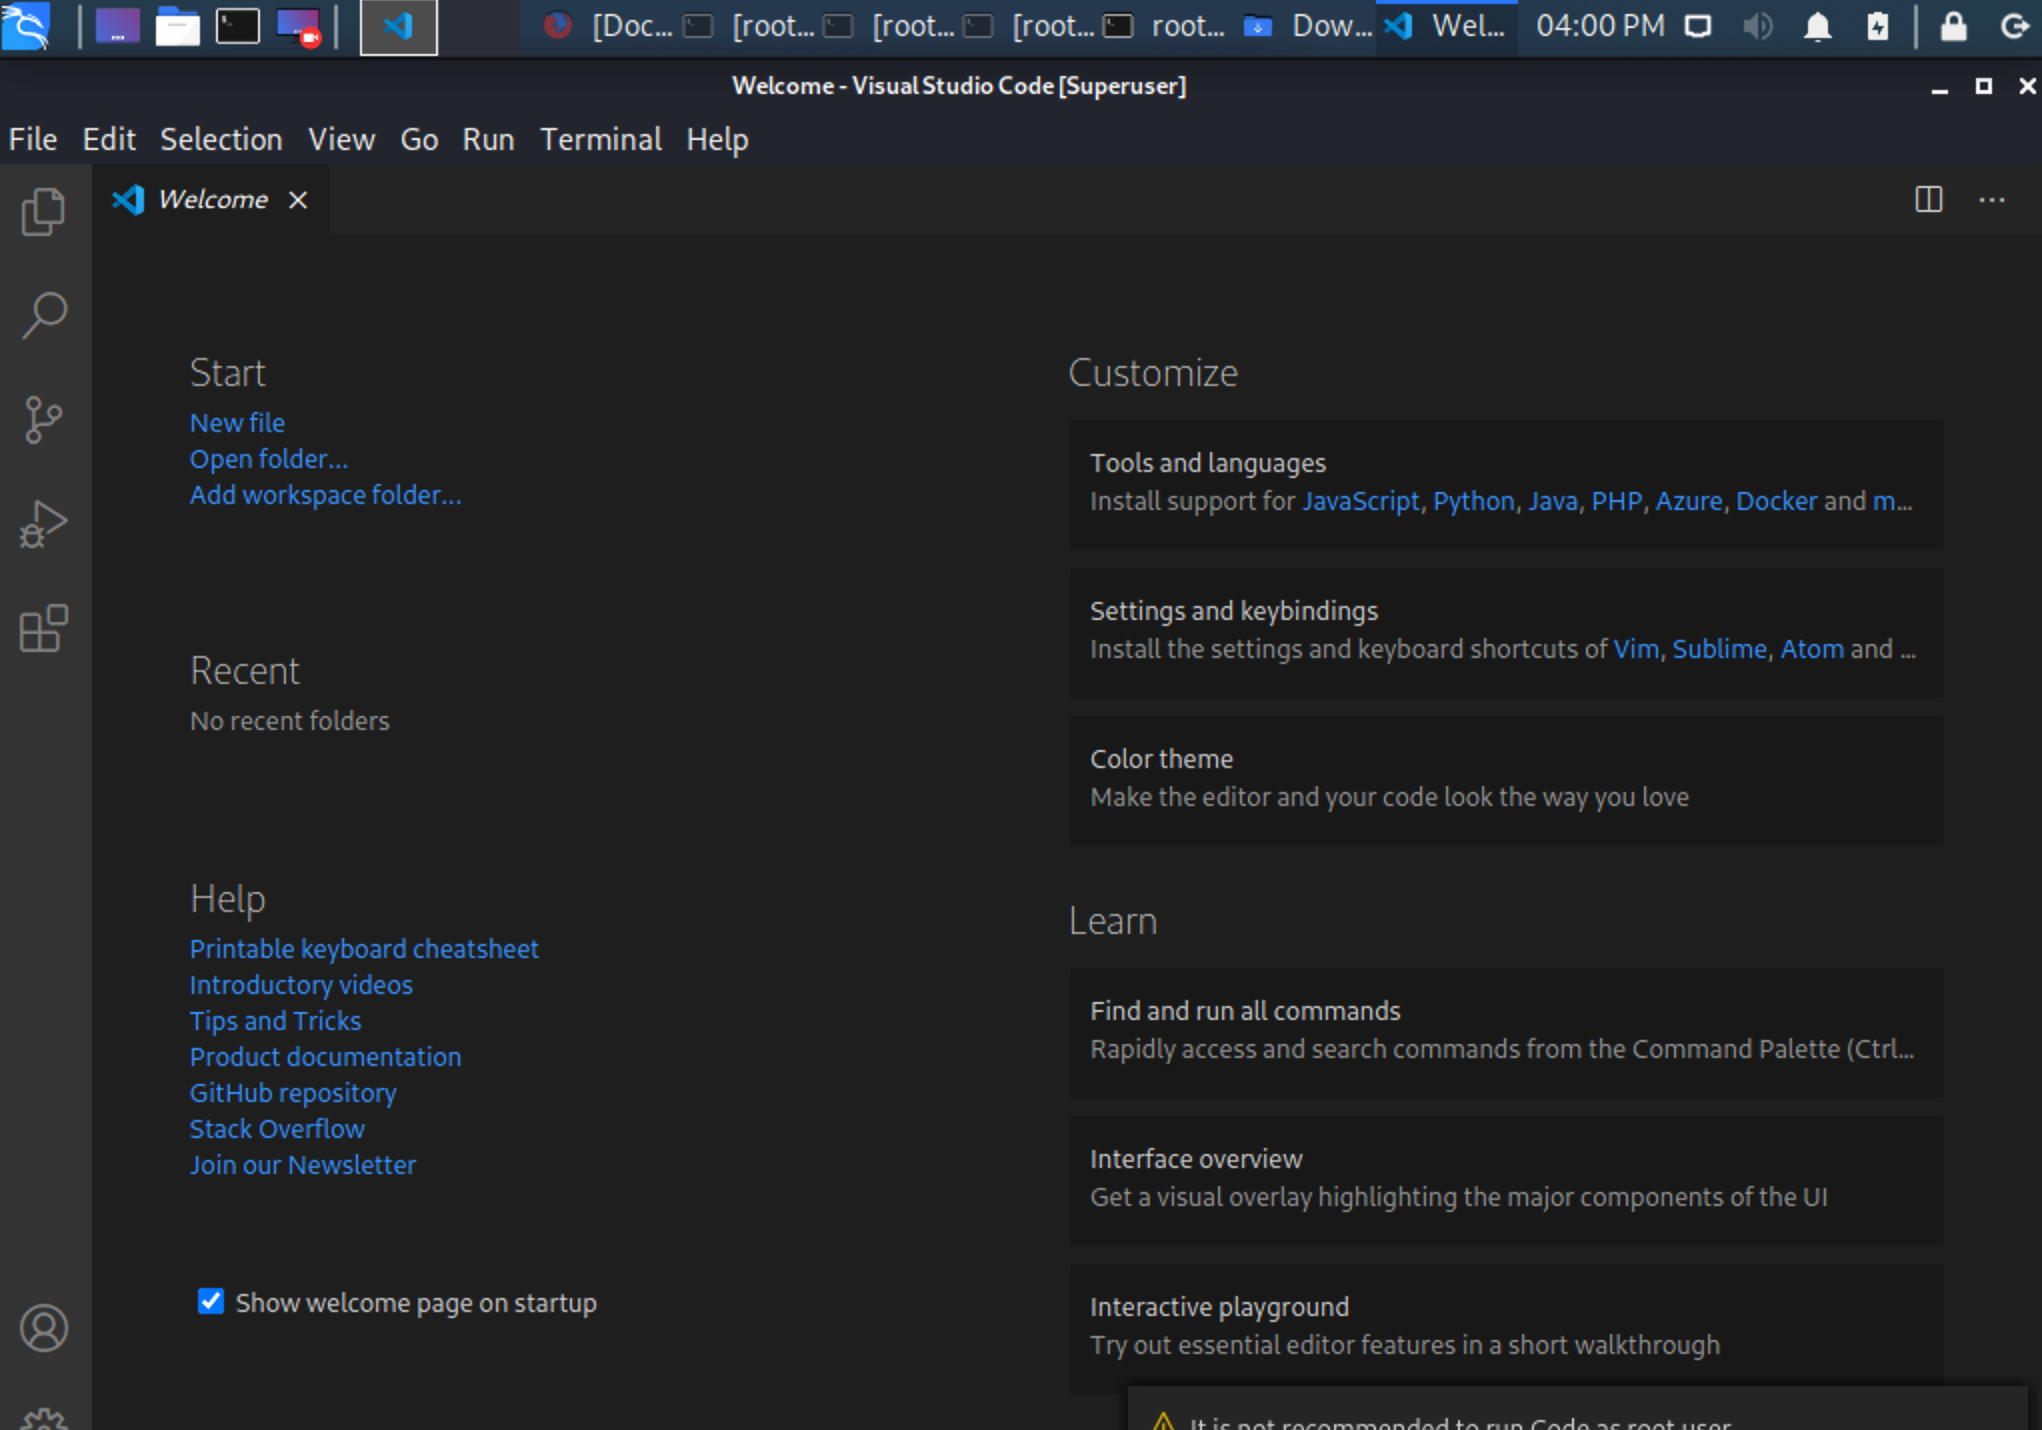 [Doc... [root... [root... [root... root... Dow... Wel... 04:00 PM
Welcome - Visual Studio Code [Superuser]
File Edit Selection View Go Run Terminal Help
Welcome
Start
New file
Open folder...
Add workspace folder...
Recent
No recent folders
Help
Printable keyboard cheatsheet
Introductory videos
Tips and Tricks
Product documentation
GitHub repository
Stack Overflow
Join our Newsletter
Show welcome page on startup
Customize
Tools and languages
Install support for JavaScript, Python, Java, PHP, Azure, Docker and m...
Settings and keybindings
Install the settings and keyboard shortcuts of Vim, Sublime, Atom and ...
Color theme
Make the editor and your code look the way you love
Learn
Find and run all commands
Rapidly access and search commands from the Command Palette (Ctrl...
Interface overview
Get a visual overlay highlighting the major components of the UI
Interactive playground
Try out essential editor features in a short walkthrough
It is not recommended to run Code as root user